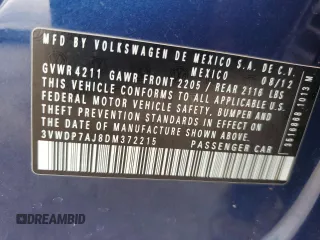 MFD BY VOLKSWAGEN DE MEXICO S.A. DE C.V.
MEXICO 08/12
GVWR 4211 GAWR FRONT 2205 / REAR 2116 LBS
THIS VEHICLE CONFORMS TO ALL APPLICABLE
FEDERAL MOTOR VEHICLE SAFETY, BUMPER AND
THEFT PREVENTION STANDARDS IN EFFECT ON
THE DATE OF MANUFACTURE SHOWN ABOVE.
3VWDP7AJ8DM372215
PASSENGER CAR
3616868.1013 M
DREAMBID